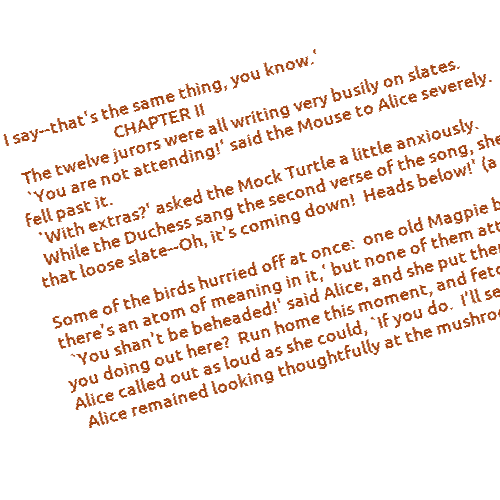 I say--that's the same thing, you know.'
CHAPTER II
The twelve jurors were all writing very busily on slates.
`You are not attending!' said the Mouse to Alice severely.
fell past it.
`With extras?' asked the Mock Turtle a little anxiously.
While the Duchess sang the second verse of the song, she
that loose slate--Oh, it's coming down!  Heads below!' (a
Some of the birds hurried off at once:  one old Magpie
there's an atom of meaning in it,' but none of them
`You shan't be beheaded!' said Alice, and she put
you doing out here?  Run home this moment, and
Alice called out as loud as she could, `If you do.  I'll
Alice remained looking thoughtfully at the